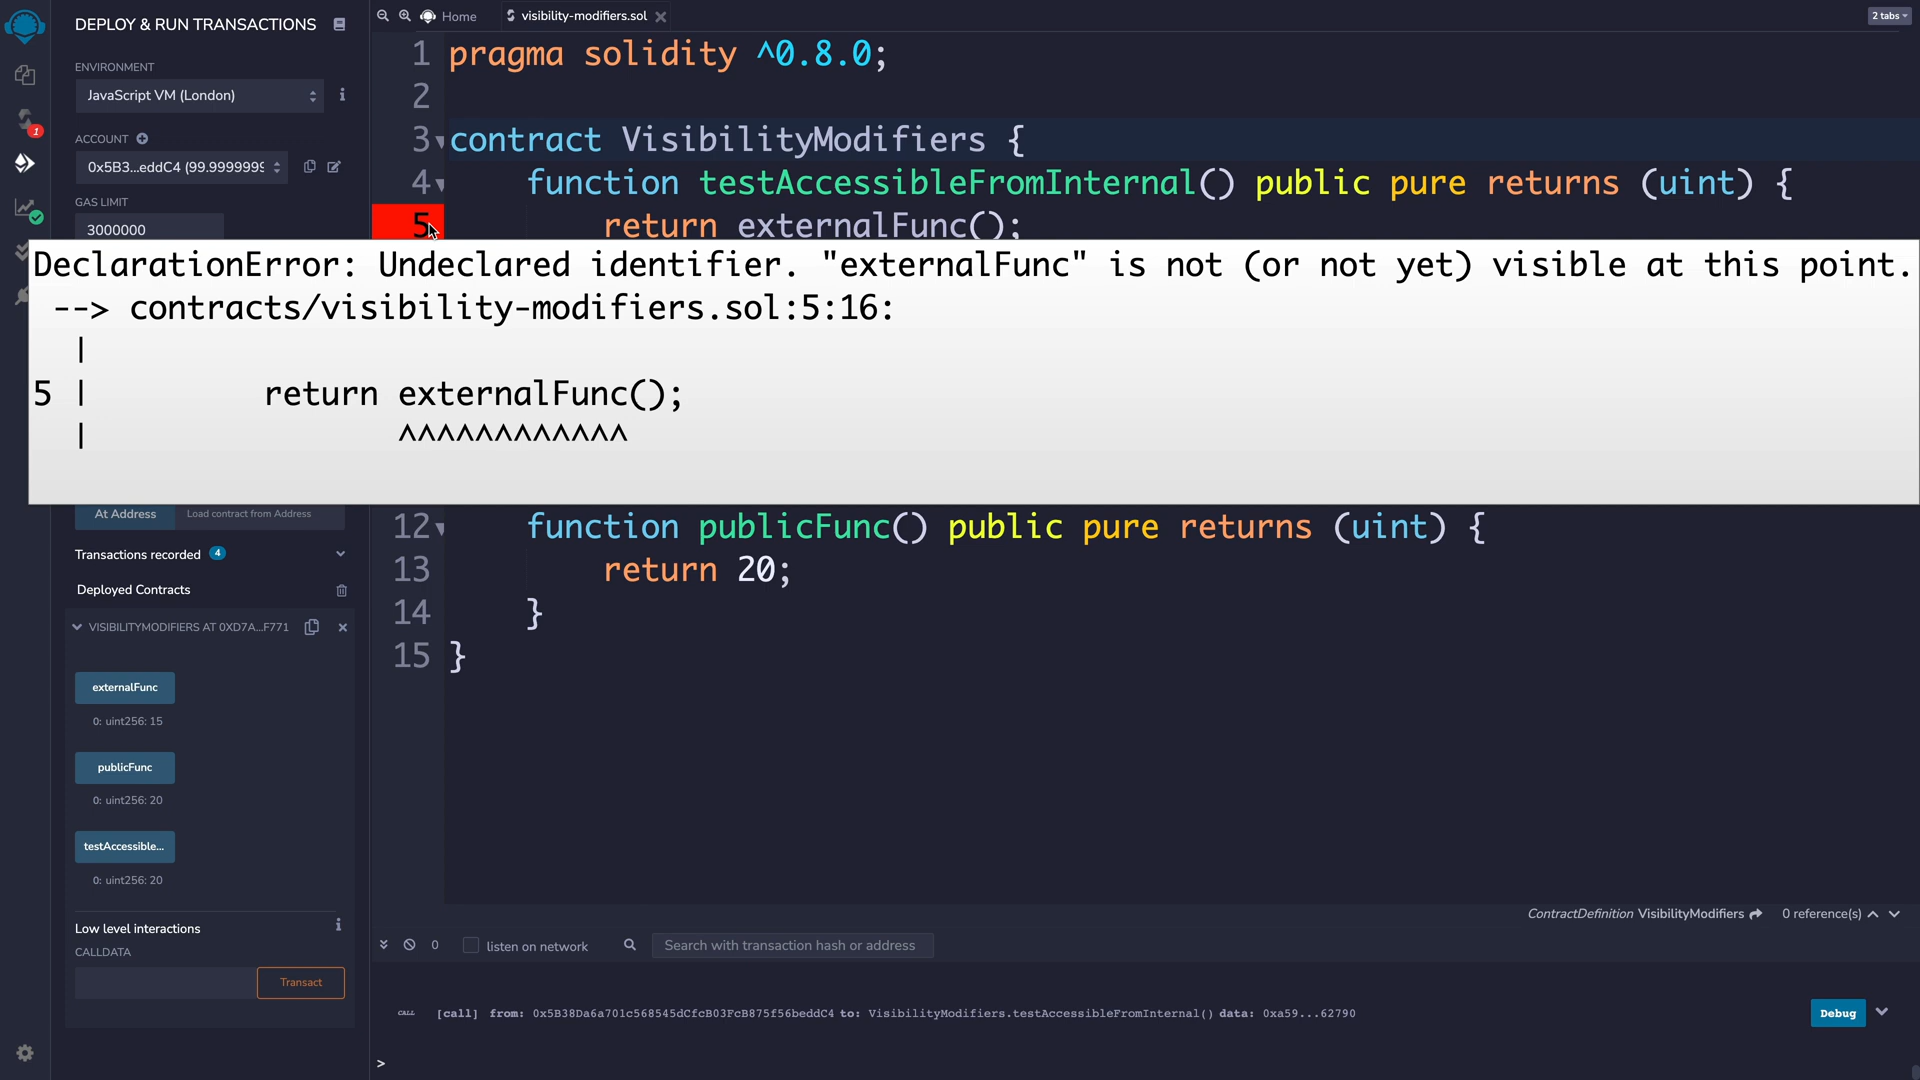 DEPLOY & RUN TRANSACTIONS
ENVIRONMENT
JavaScript VM (London)
ACCOUNT
0x5B3...eddC4 (99.9999999
GAS LIMIT
3000000
1
Home
visibility-modifiers.sol
2 tabs
1 pragma solidity ^0.8.0;
2
3 contract VisibilityModifiers {
4 function testAccessibleFromInternal() public pure returns (uint) {
5 return externalFunc();
DeclarationError: Undeclared identifier. "externalFunc" is not (or not yet) visible at this point.
--> contracts/visibility-modifiers.sol:5:16:
|
5 | return externalFunc();
| ^^^^^^^^^^^^
12 function publicFunc() public pure returns (uint) {
13 return 20;
14 }
15 }
At Address
Load contract from Address
Transactions recorded 4
Deployed Contracts
VISIBILITYMODIFIERS AT 0XD7A...F771
externalFunc
0: uint256: 15
publicFunc
0: uint256: 20
testAccessible...
0: uint256: 20
Low level interactions
CALLDATA
Transact
ContractDefinition VisibilityModifiers 0 reference(s)
0 listen on network
Search with transaction hash or address
CALL [call] from: 0x5B38Da6a701c568545dCfcB03FcB875f56beddC4 to: VisibilityModifiers.testAccessibleFromInternal() data: 0xa59...62790
Debug
>